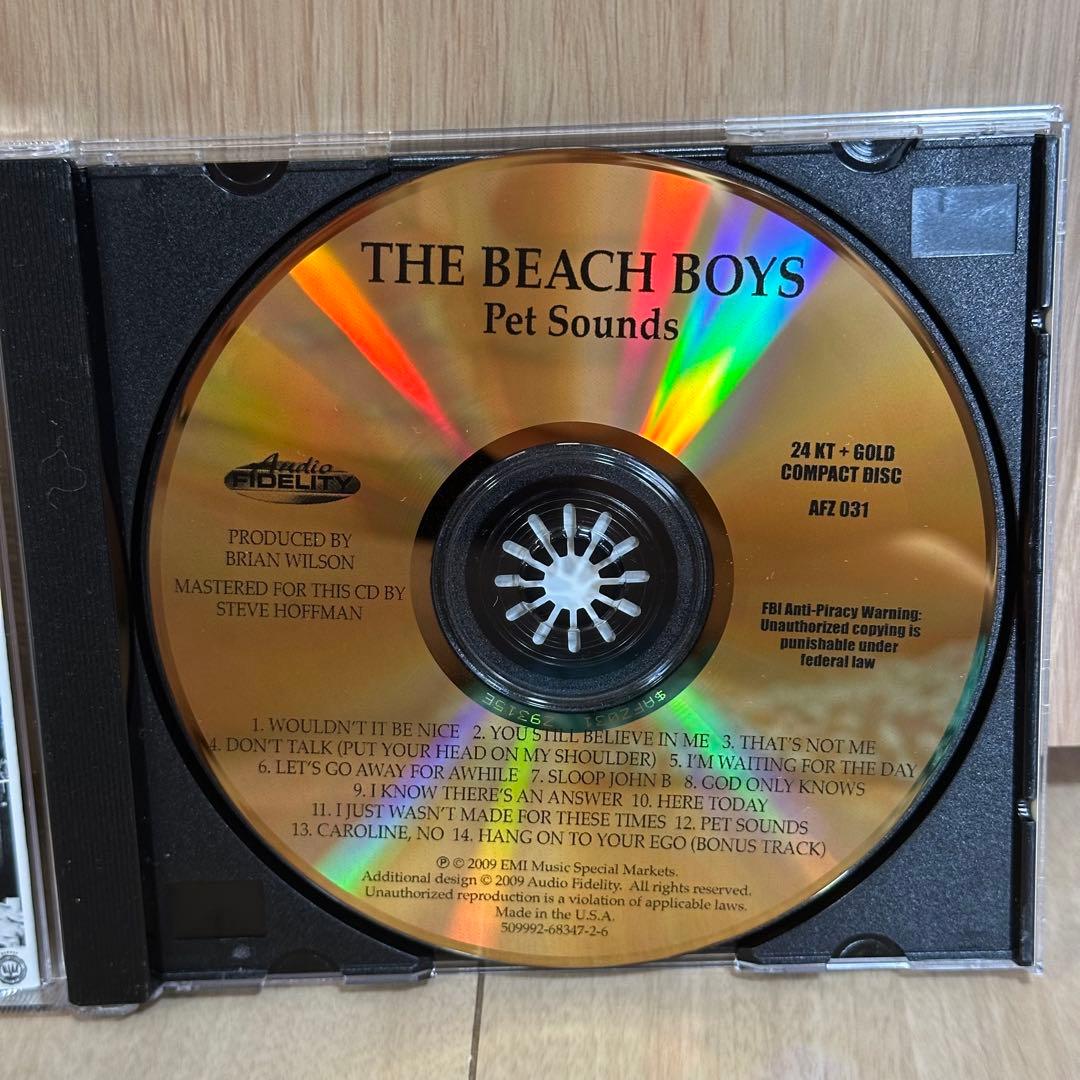 THE BEACH BOYS
Pet Sounds
Audio
FIDELITY
24 KT + GOLD
COMPACT DISC
AFZ 031
PRODUCED BY
BRIAN WILSON
MASTERED FOR THIS CD BY
STEVE HOFFMAN
FBI Anti-Piracy Warning:
Unauthorized copying is
punishable under
federal law
$AFZ031 79315E
1. WOULDN'T IT BE NICE 2. YOU STILL BELIEVE IN ME 3. THAT'S NOT ME
4. DON'T TALK (PUT YOUR HEAD ON MY SHOULDER) 5. I'M WAITING FOR THE DAY
6. LET'S GO AWAY FOR AWHILE 7. SLOOP JOHN B 8. GOD ONLY KNOWS
9. I KNOW THERE'S AN ANSWER 10. HERE TODAY
11. I JUST WASN'T MADE FOR THESE TIMES 12. PET SOUNDS
13. CAROLINE, NO 14. HANG ON TO YOUR EGO (BONUS TRACK)
℗ © 2009 EMI Music Special Markets.
Additional design © 2009 Audio Fidelity. All rights reserved.
Unauthorized reproduction is a violation of applicable laws.
Made in the U.S.A.
509992-68347-2-6